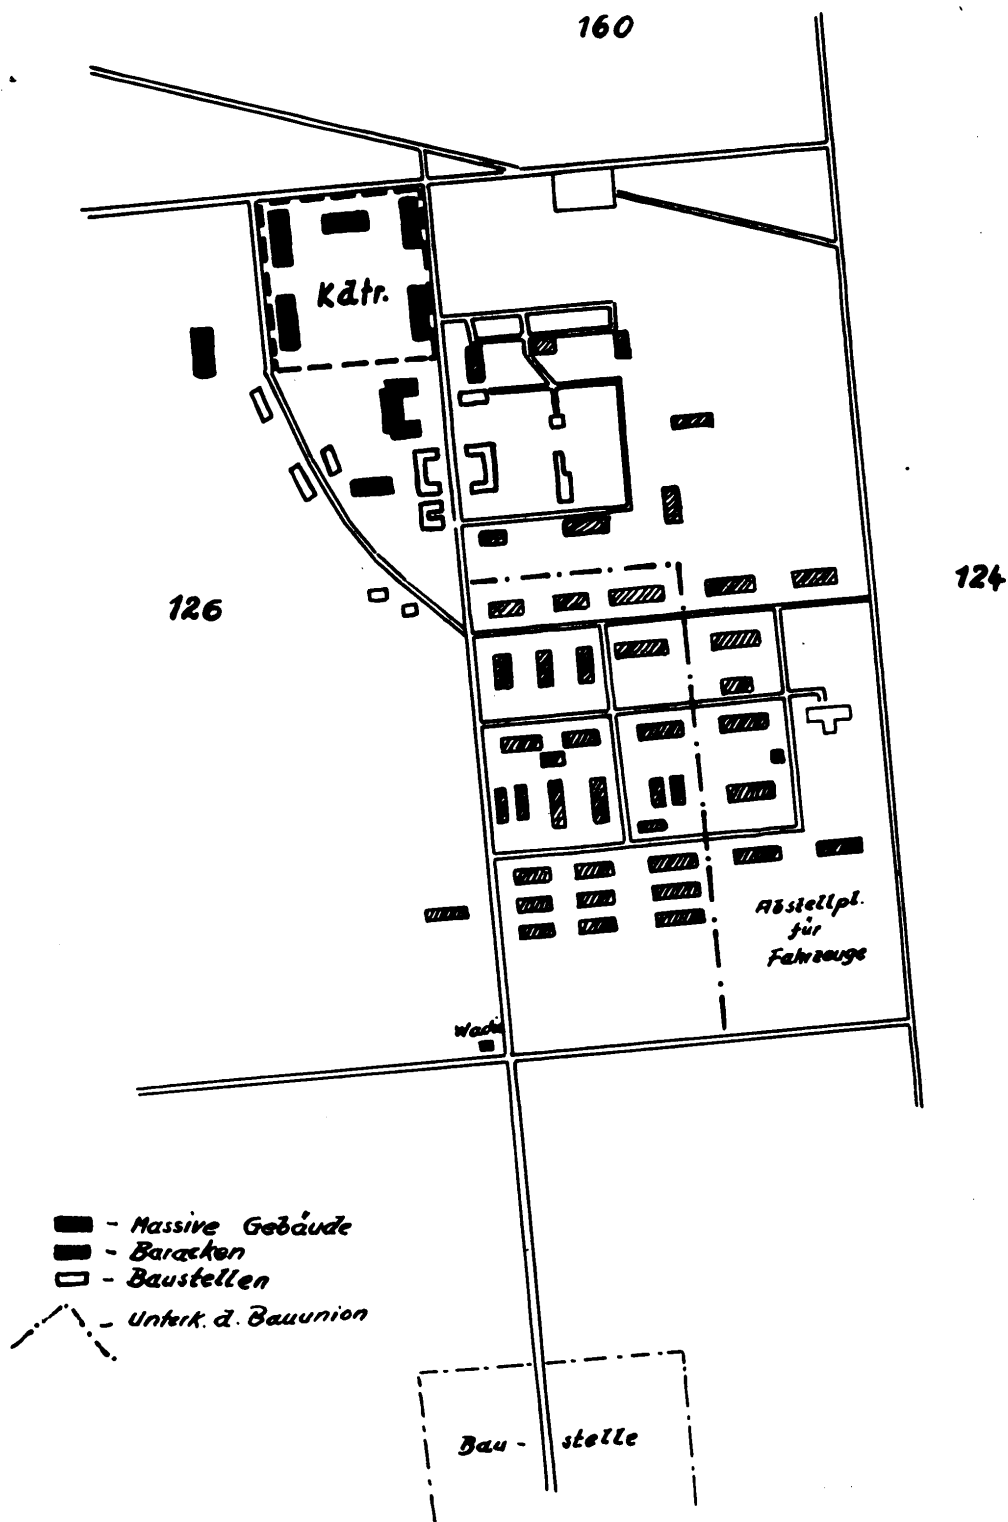 160
Kdtr.
126
124
Abstellpl.
für
Fahrzeuge
Wache
- Massive Gebäude
- Baracken
- Baustellen
- Unterk. d. Bauunion
Bau - stelle